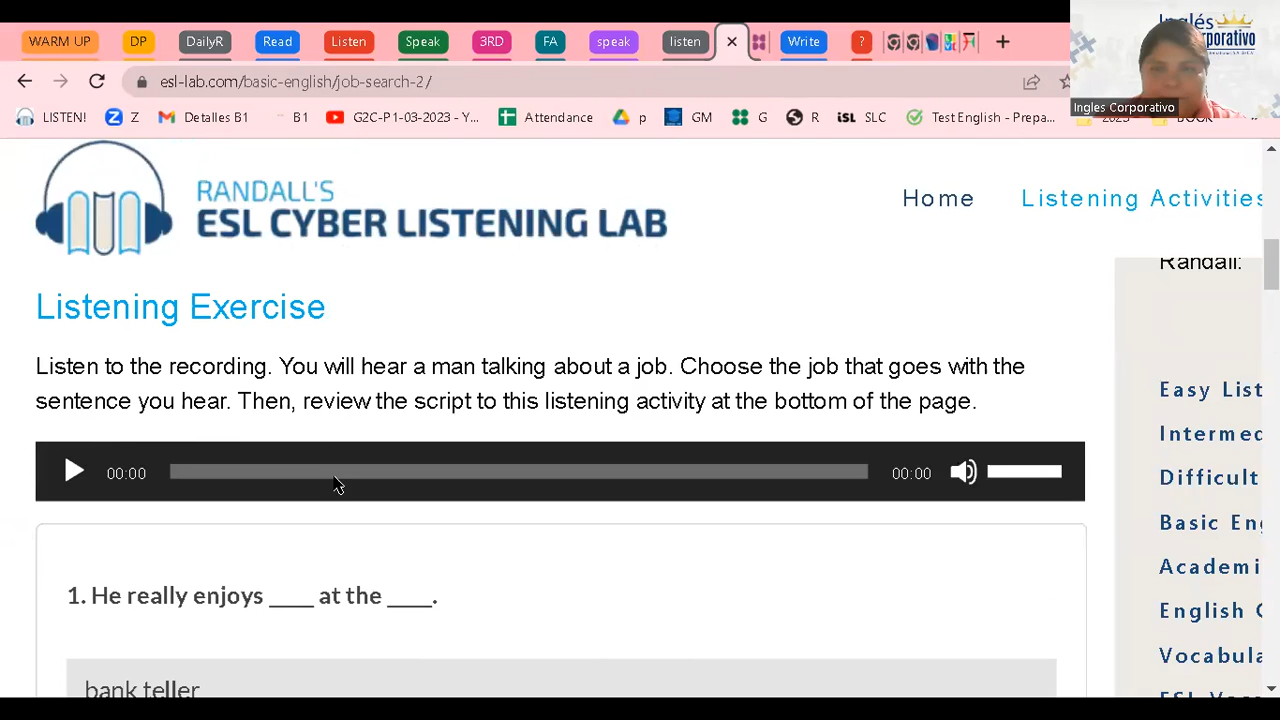 WARM UP DP DailyR Read Listen Speak 3RD FA speak listen Write ?
esl-lab.com/basic-english/job-search-2/
LISTEN! Z Detalles B1 B1 G2C-P1-03-2023 - Y... Attendance p GM G R iSL SLC Test English - Prepa...
Inglés
Corporativo
Ingles Corporativo
RANDALL'S
ESL CYBER LISTENING LAB
Home Listening Activities
Randall:
Listening Exercise
Listen to the recording. You will hear a man talking about a job. Choose the job that goes with the
sentence you hear. Then, review the script to this listening activity at the bottom of the page.
00:00 00:00
1. He really enjoys ____ at the ____.
bank teller
Easy List
Intermed
Difficult
Basic Eng
Academi
English
Vocabula